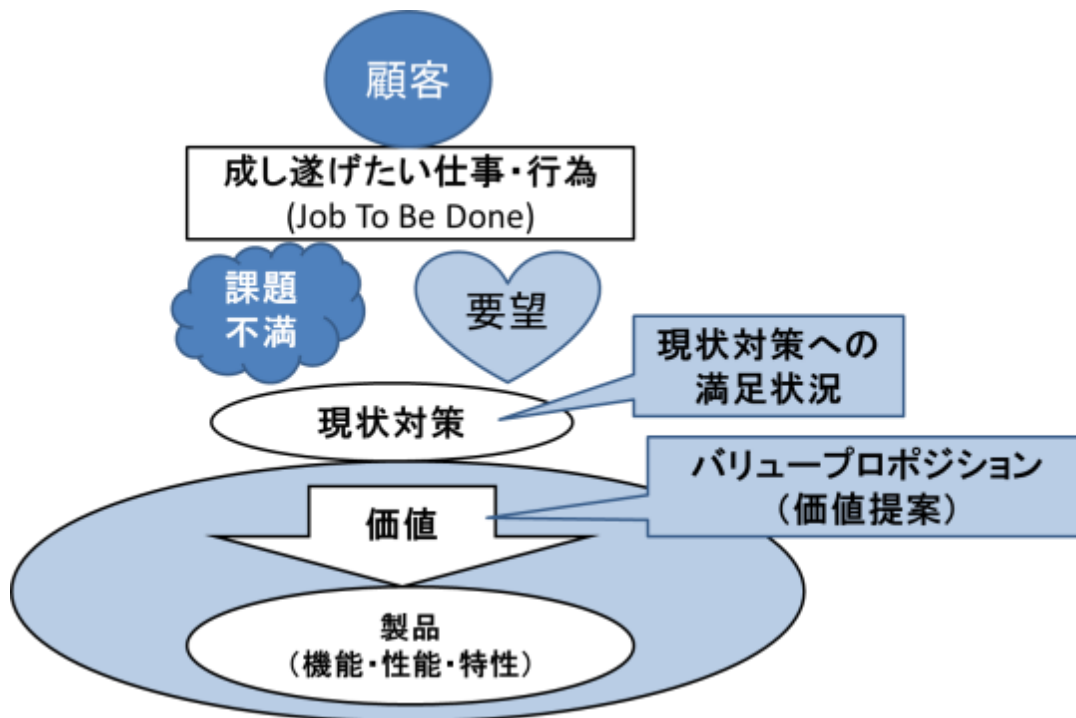 顧客
成し遂げたい仕事・行為
(Job To Be Done)
課題
不満
要望
現状対策への
満足状況
現状対策
バリュープロポジション
（価値提案）
価値
製品
（機能・性能・特性）